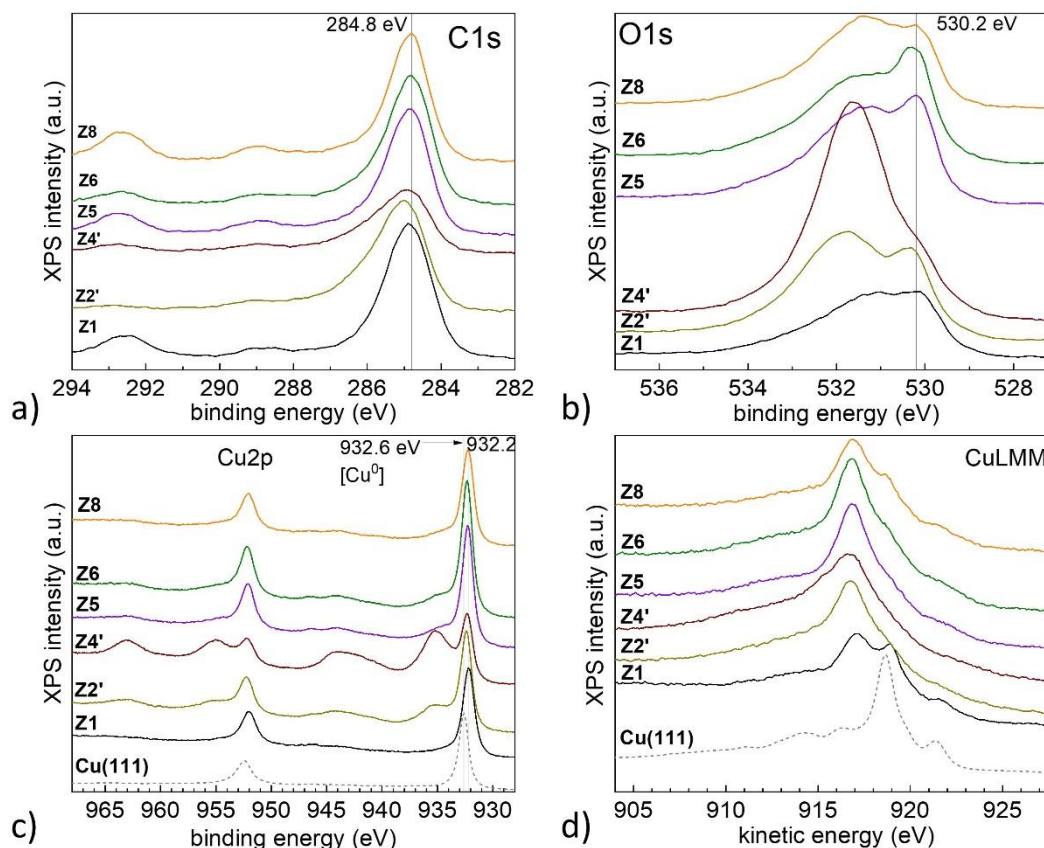 284.8 eV
C1s
Z8
Z6
Z5
Z4'
Z2'
Z1
XPS intensity (a.u.)
294 292 290 288 286 284 282
binding energy (eV)
a)
O1s
530.2 eV
Z8
Z6
Z5
Z4'
Z2'
Z1
XPS intensity (a.u.)
536 534 532 530 528
binding energy (eV)
b)
Cu2p
932.6 eV
932.2
[Cu⁰]
Z8
Z6
Z5
Z4'
Z2'
Z1
Cu(111)
XPS intensity (a.u.)
965 960 955 950 945 940 935 930
binding energy (eV)
c)
CuLMM
Z8
Z6
Z5
Z4'
Z2'
Z1
Cu(111)
XPS intensity (a.u.)
905 910 915 920 925
kinetic energy (eV)
d)